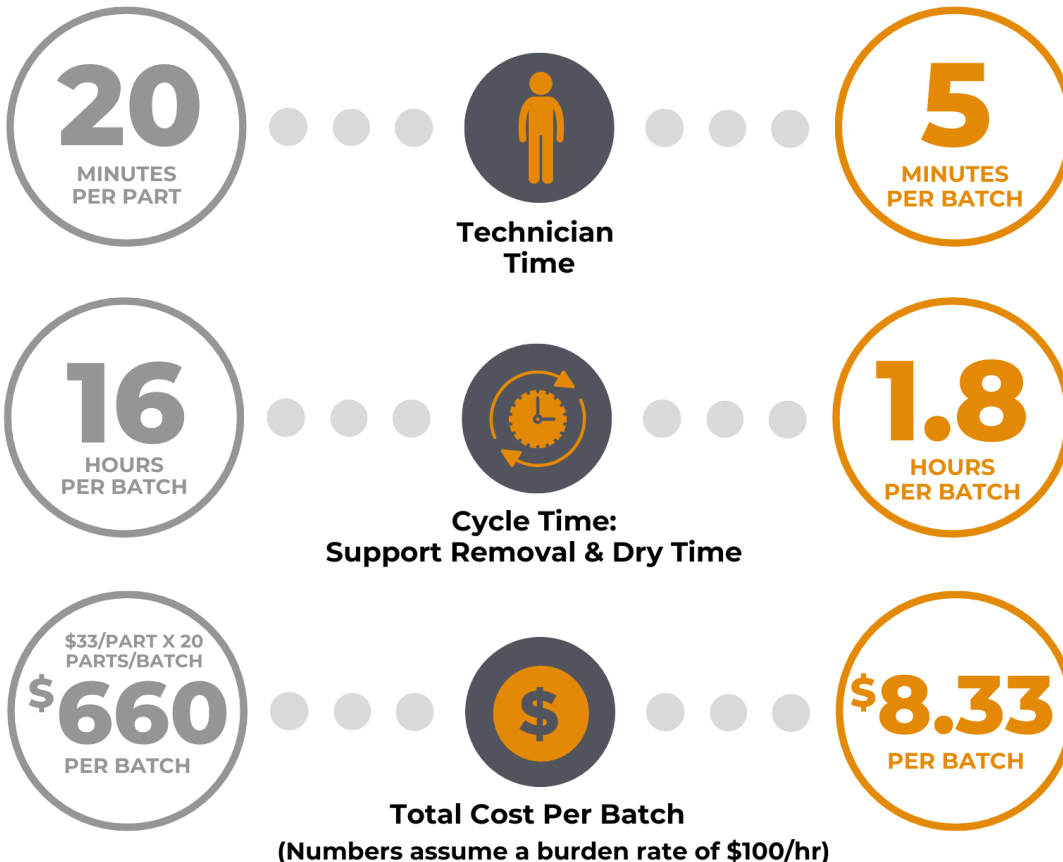 20
MINUTES
PER PART
Technician
Time
5
MINUTES
PER BATCH
16
HOURS
PER BATCH
Cycle Time:
Support Removal & Dry Time
1.8
HOURS
PER BATCH
$33/PART X 20
PARTS/BATCH
$660
PER BATCH
$
Total Cost Per Batch
(Numbers assume a burden rate of $100/hr)
$8.33
PER BATCH